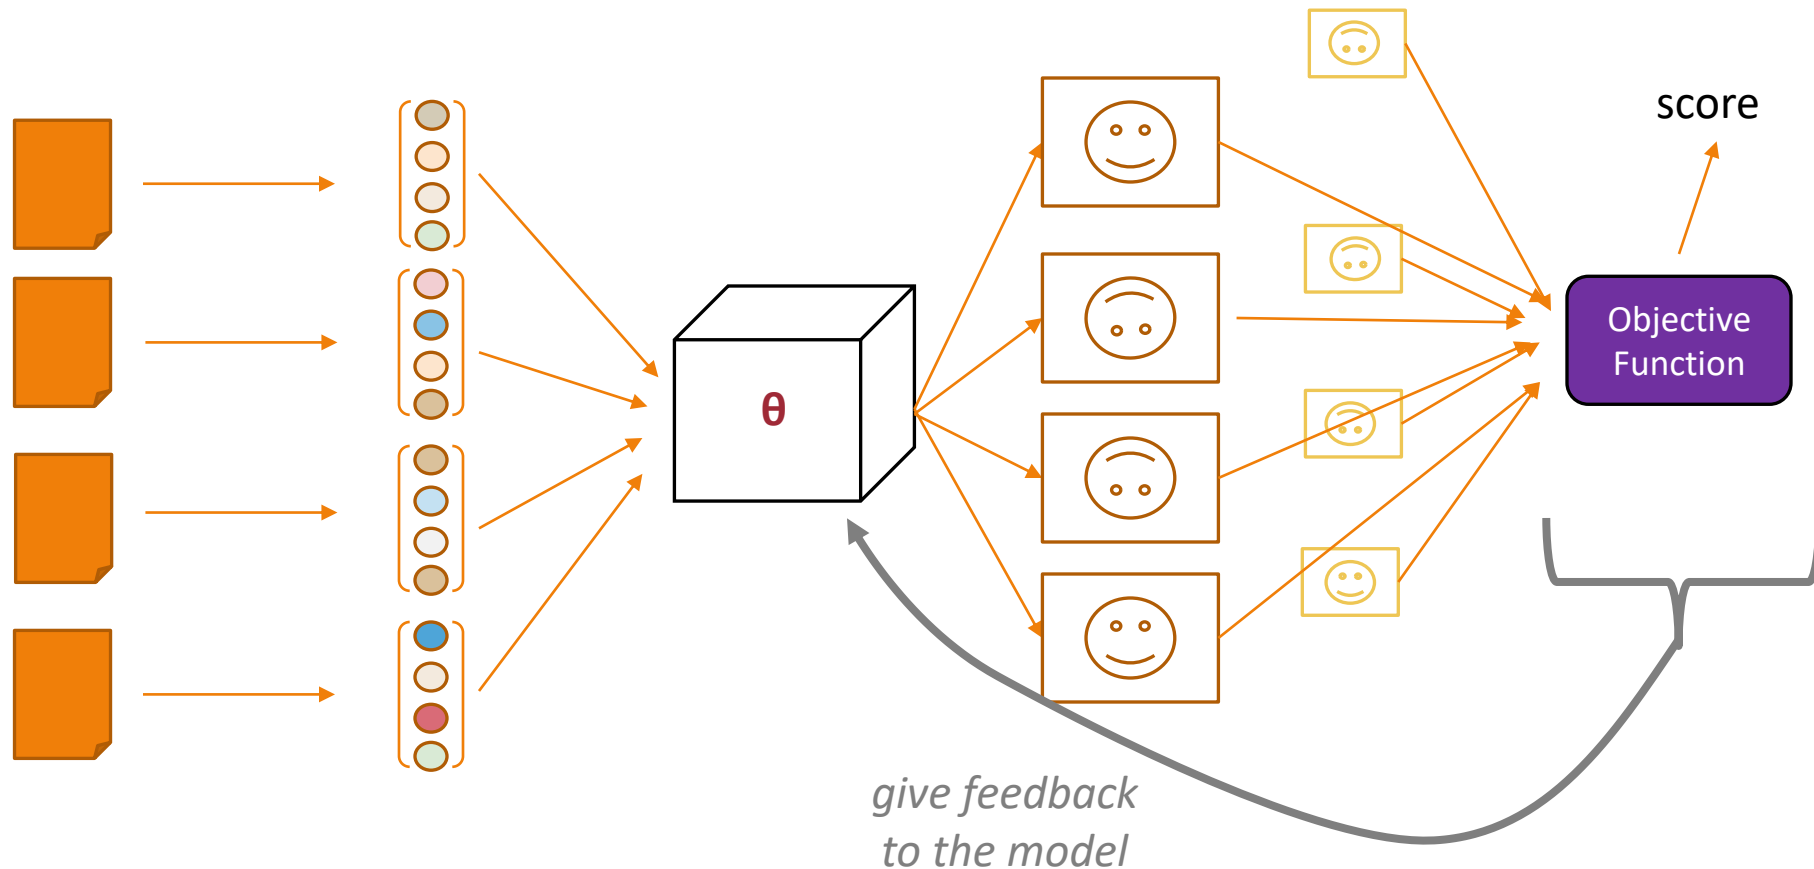 score
Objective
Function
θ
give feedback
to the model